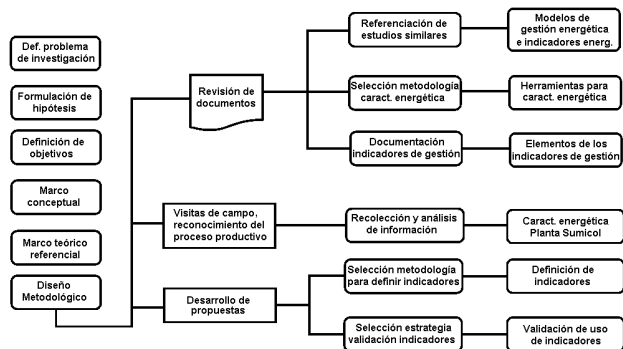 Def. problema
de investigación
Formulación de
hipótesis
Definición de
objetivos
Marco
conceptual
Marco teórico
referencial
Diseño
Metodológico
Revisión de
documentos
Visitas de campo,
reconocimiento del
proceso productivo
Desarrollo de
propuestas
Referenciación de
estudios similares
Selección metodología
caract. energética
Documentación
indicadores de gestión
Recolección y análisis
de información
Selección metodología
para definir indicadores
Selección estrategia
validación indicadores
Modelos de
gestión energética
e indicadores energ.
Herramientas para
caract. energética
Elementos de los
indicadores de gestión
Caract. energética
Planta Sumicol
Definición de
indicadores
Validación de uso
de indicadores